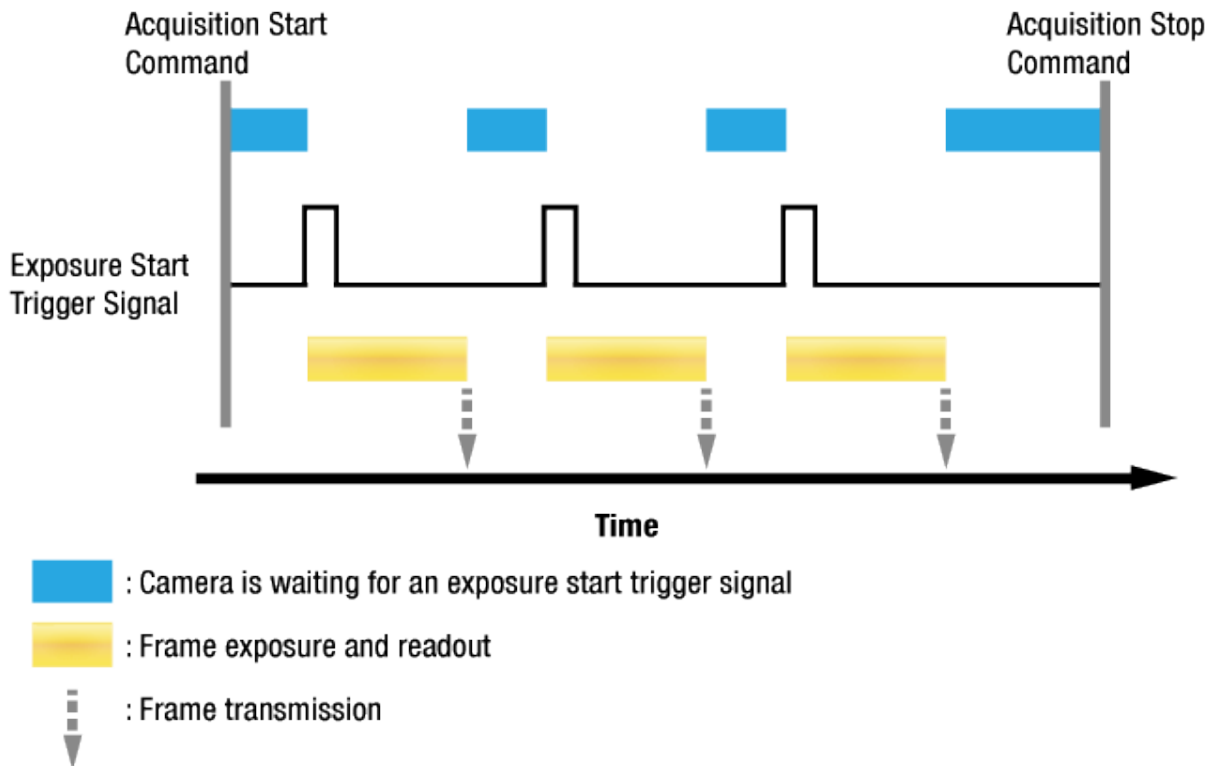 Acquisition Start
Command
Acquisition Stop
Command
Exposure Start
Trigger Signal
Time
: Camera is waiting for an exposure start trigger signal
: Frame exposure and readout
: Frame transmission